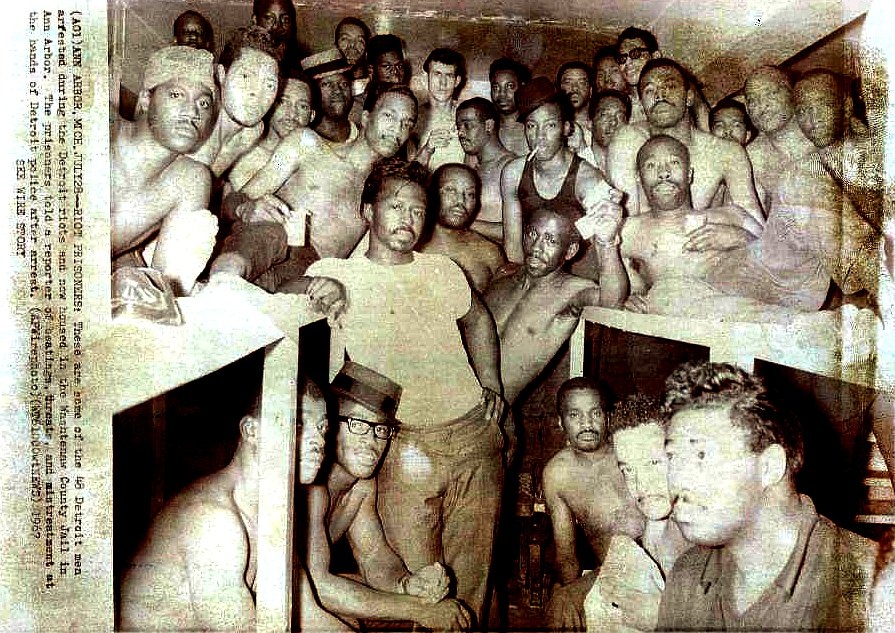 (AO1)ANN ARBOR,MICH.JULY28--RIOT PRISONERS: These are some of the 46 Detroit men
arrested during the Detroit riots and now housed in the Washtenaw County Jail in
Ann Arbor. The prisoners told a reporter of beatings, threats, and mistreatment at
the hands of Detroit police after arrest. (APWirephoto) 1967
SEE WIRE STORY